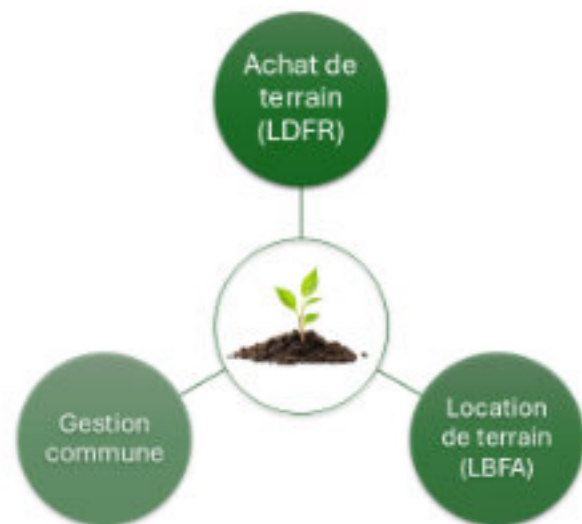 Achat de
terrain
(LDFR)
Gestion
commune
Location
de terrain
(LBFA)